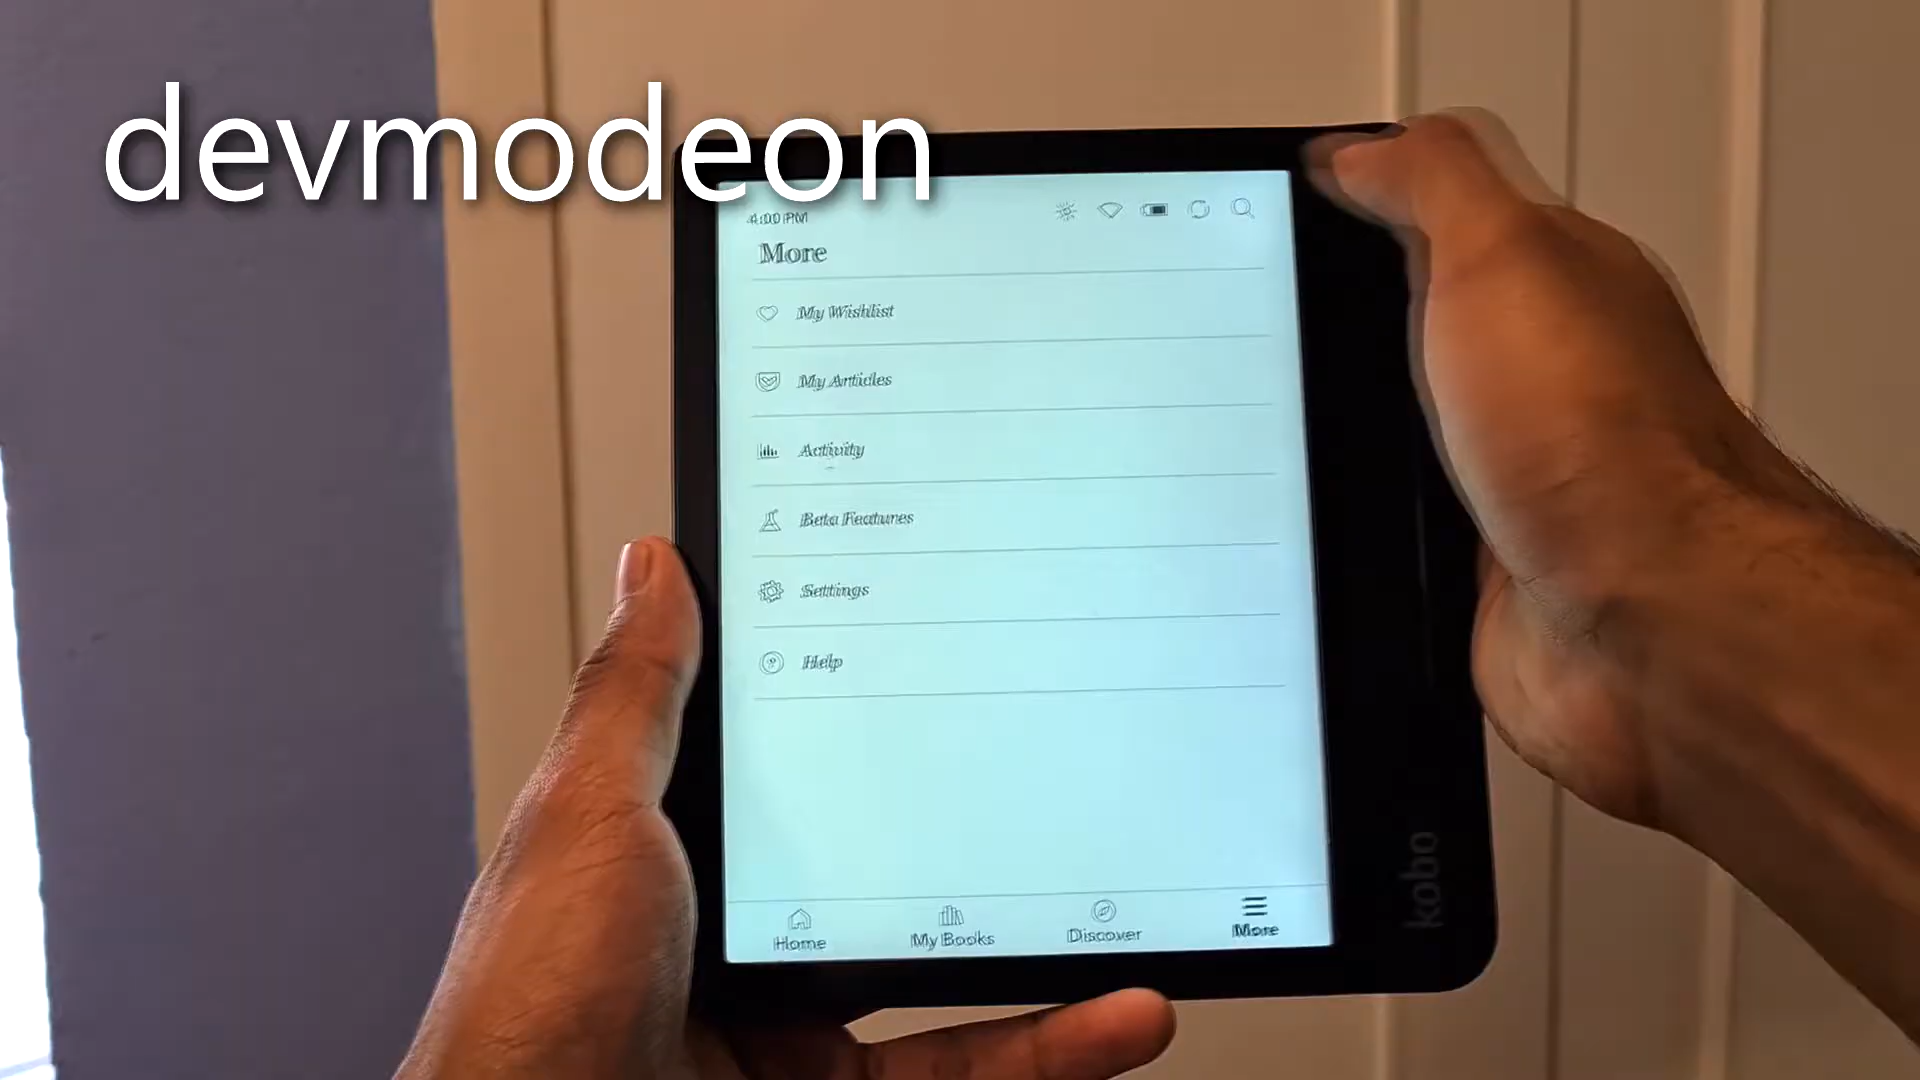 devmodeon
4:00 PM
More
My Wishlist
My Articles
Activity
Beta Features
Settings
Help
Home
My Books
Discover
More
kobo